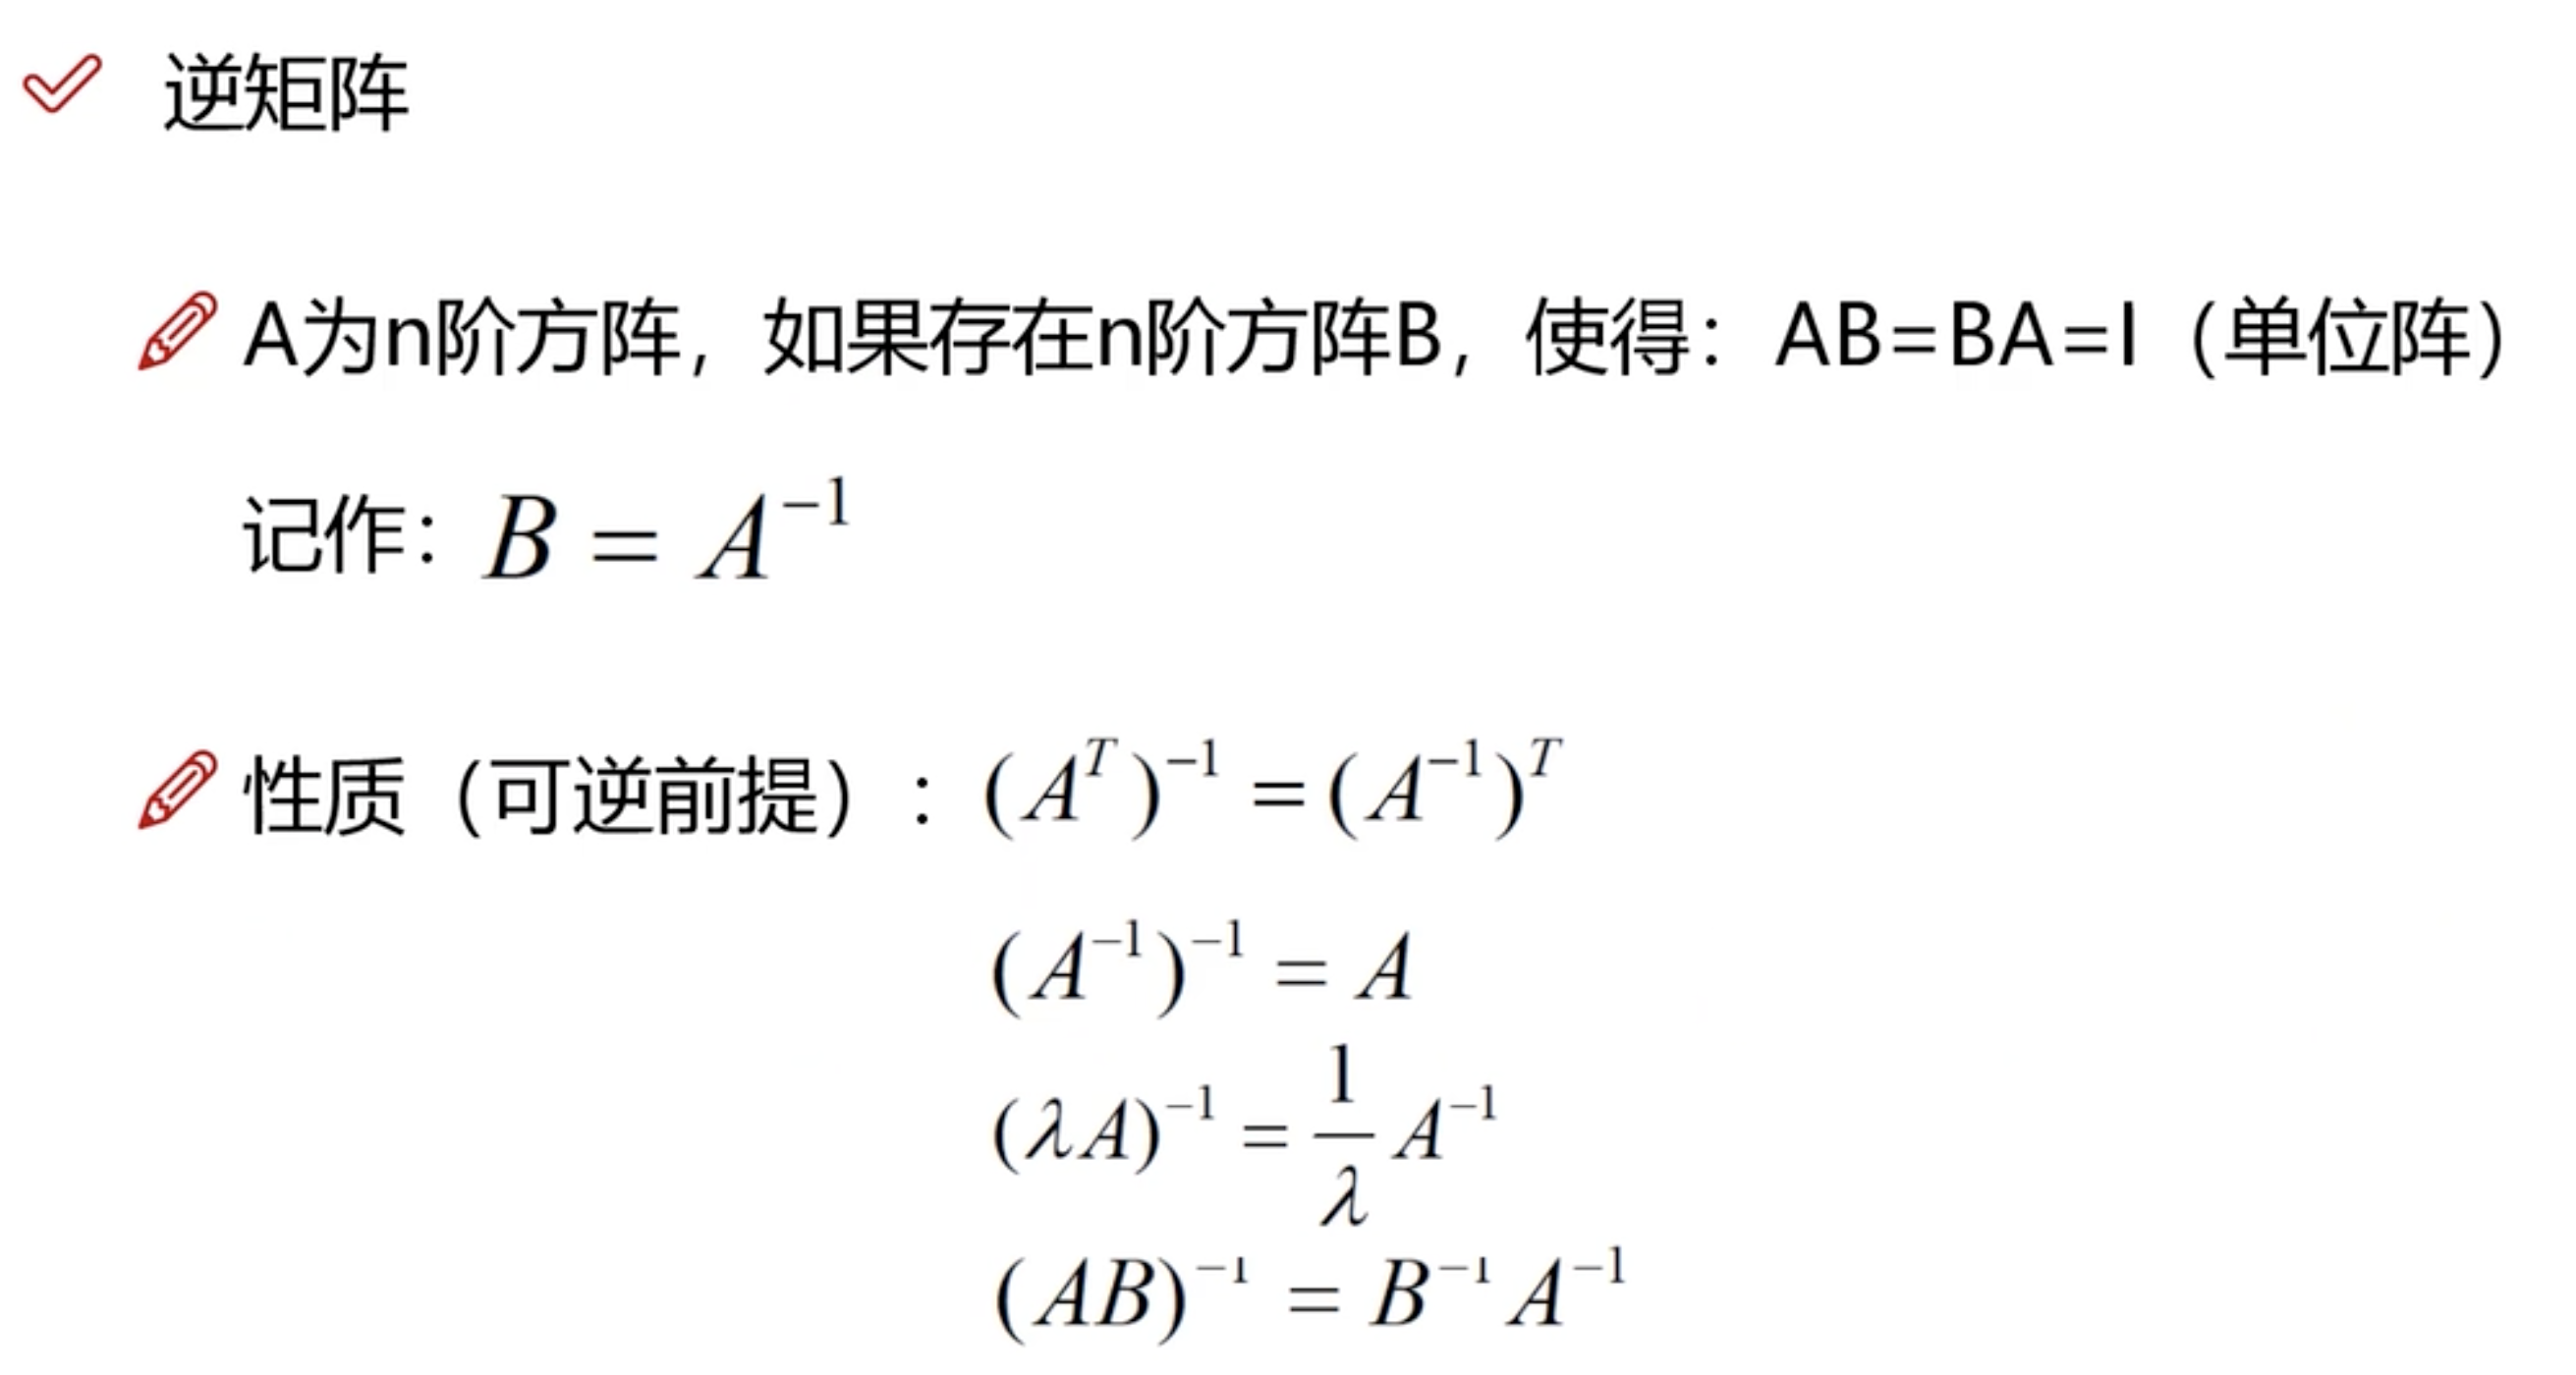 逆矩阵
A为n阶方阵，如果存在n阶方阵B，使得：AB=BA=I（单位阵）
记作：B = A⁻¹
性质（可逆前提）：(Aᵀ)⁻¹ = (A⁻¹)ᵀ
(A⁻¹)⁻¹ = A
(λA)⁻¹ = \frac{1}{λ} A⁻¹
(AB)⁻¹ = B⁻¹ A⁻¹